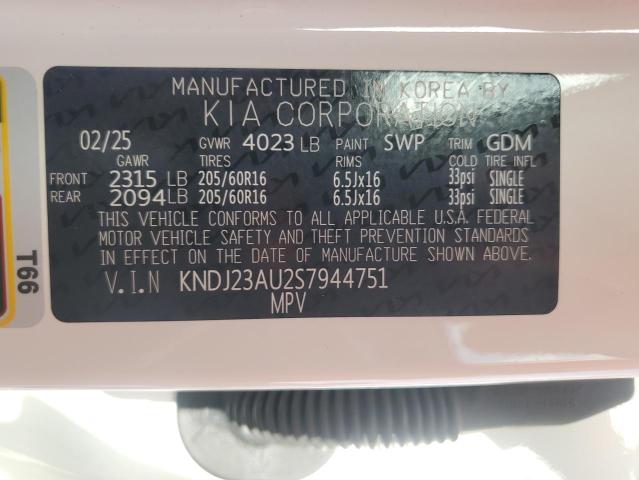 MANUFACTURED IN KOREA BY
KIA CORPORATION
02/25 GVWR 4023 LB PAINT SWP TRIM GDM
GAWR TIRES RIMS COLD TIRE INFL
FRONT 2315 LB 205/60R16 6.5Jx16 33psi SINGLE
REAR 2094 LB 205/60R16 6.5Jx16 33psi SINGLE
THIS VEHICLE CONFORMS TO ALL APPLICABLE U.S.A. FEDERAL
MOTOR VEHICLE SAFETY AND THEFT PREVENTION STANDARDS
IN EFFECT ON THE DATE OF MANUFACTURE SHOWN ABOVE.
V.I.N KNDJ23AU2S7944751
MPV
T66